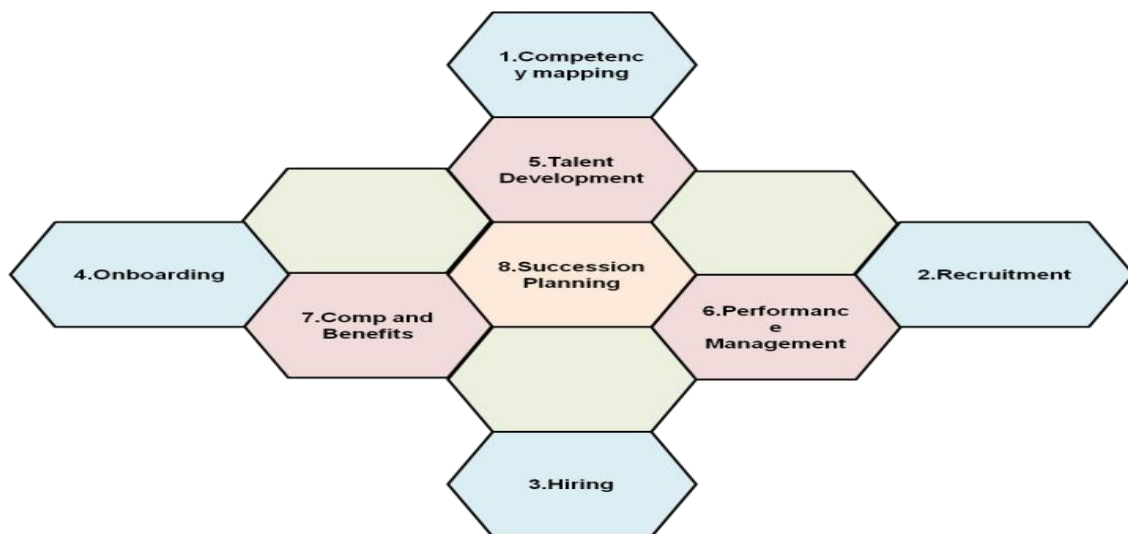 1.Competenc
y mapping
5.Talent
Development
4.Onboarding
8.Succession
Planning
2.Recruitment
7.Comp and
Benefits
6.Performanc
e
Management
3.Hiring